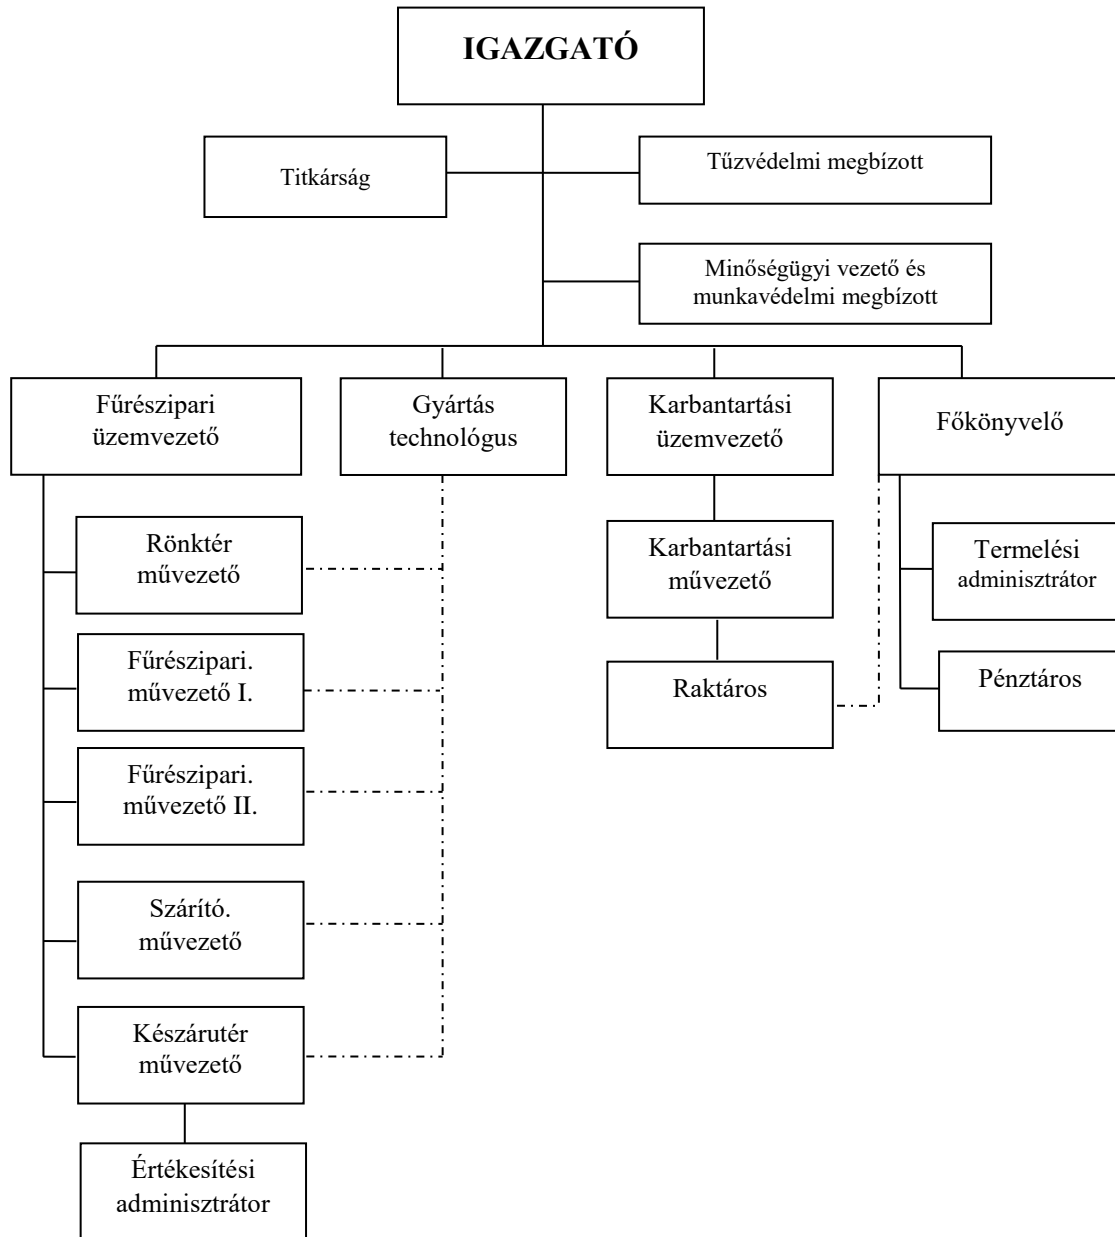 IGAZGATÓ
Titkárság
Tűzvédelmi megbízott
Minőségügyi vezető és
munkavédelmi megbízott
Fűrészipari
üzemvezető
Gyártás
technológus
Karbantartási
üzemvezető
Főkönyvelő
Rönktér
művezető
Karbantartási
művezető
Termelési
adminisztrátor
Fűrészipari.
művezető I.
Raktáros
Pénztáros
Fűrészipari.
művezető II.
Szárító.
művezető
Készárutér
művezető
Értékesítési
adminisztrátor